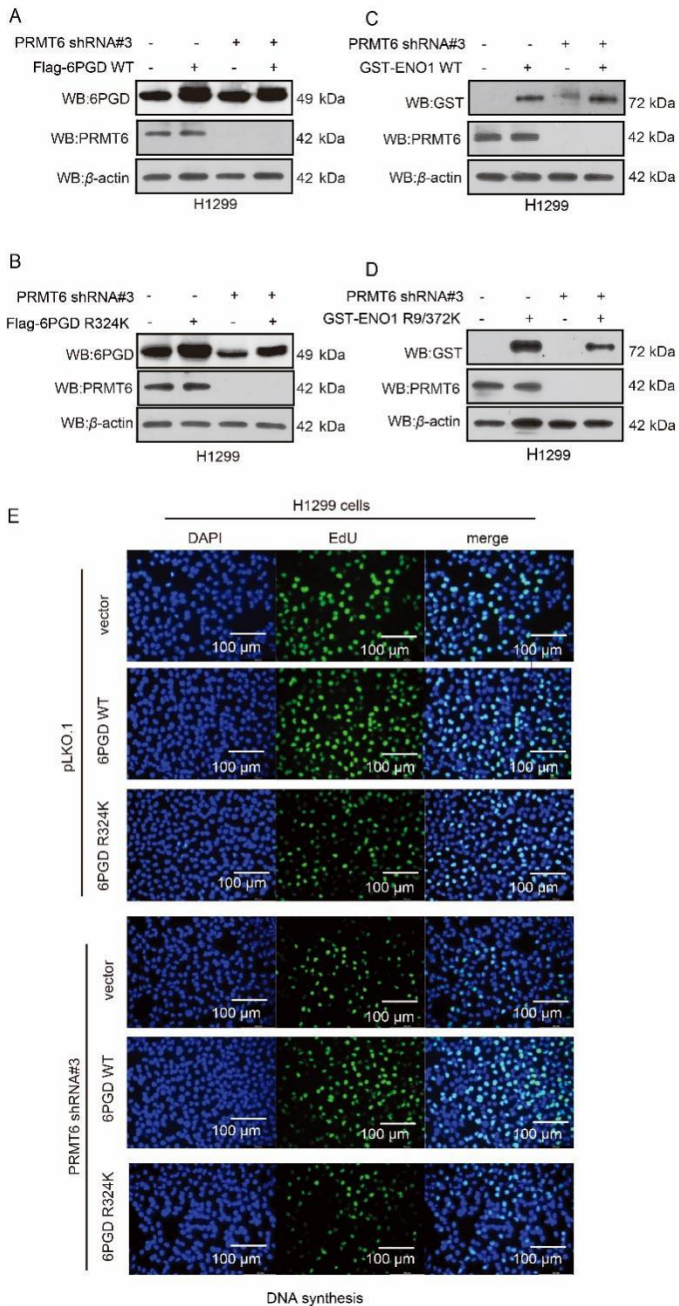 A
PRMT6 shRNA#3 - - + +
Flag-6PGD WT - + - +
WB:6PGD 49 kDa
WB:PRMT6 42 kDa
WB:β-actin 42 kDa
H1299
C
PRMT6 shRNA#3 - - + +
GST-ENO1 WT - + - +
WB:GST 72 kDa
WB:PRMT6 42 kDa
WB:β-actin 42 kDa
H1299
B
PRMT6 shRNA#3 - - + +
Flag-6PGD R324K - + - +
WB:6PGD 49 kDa
WB:PRMT6 42 kDa
WB:β-actin 42 kDa
H1299
D
PRMT6 shRNA#3 - - + +
GST-ENO1 R9/372K - + - +
WB:GST 72 kDa
WB:PRMT6 42 kDa
WB:β-actin 42 kDa
H1299
E
H1299 cells
DAPI EdU merge
pLKO.1
vector
100 µm 100 µm 100 µm
6PGD WT
100 µm 100 µm 100 µm
6PGD R324K
100 µm 100 µm 100 µm
PRMT6 shRNA#3
vector
100 µm 100 µm 100 µm
6PGD WT
100 µm 100 µm 100 µm
6PGD R324K
100 µm 100 µm 100 µm
DNA synthesis